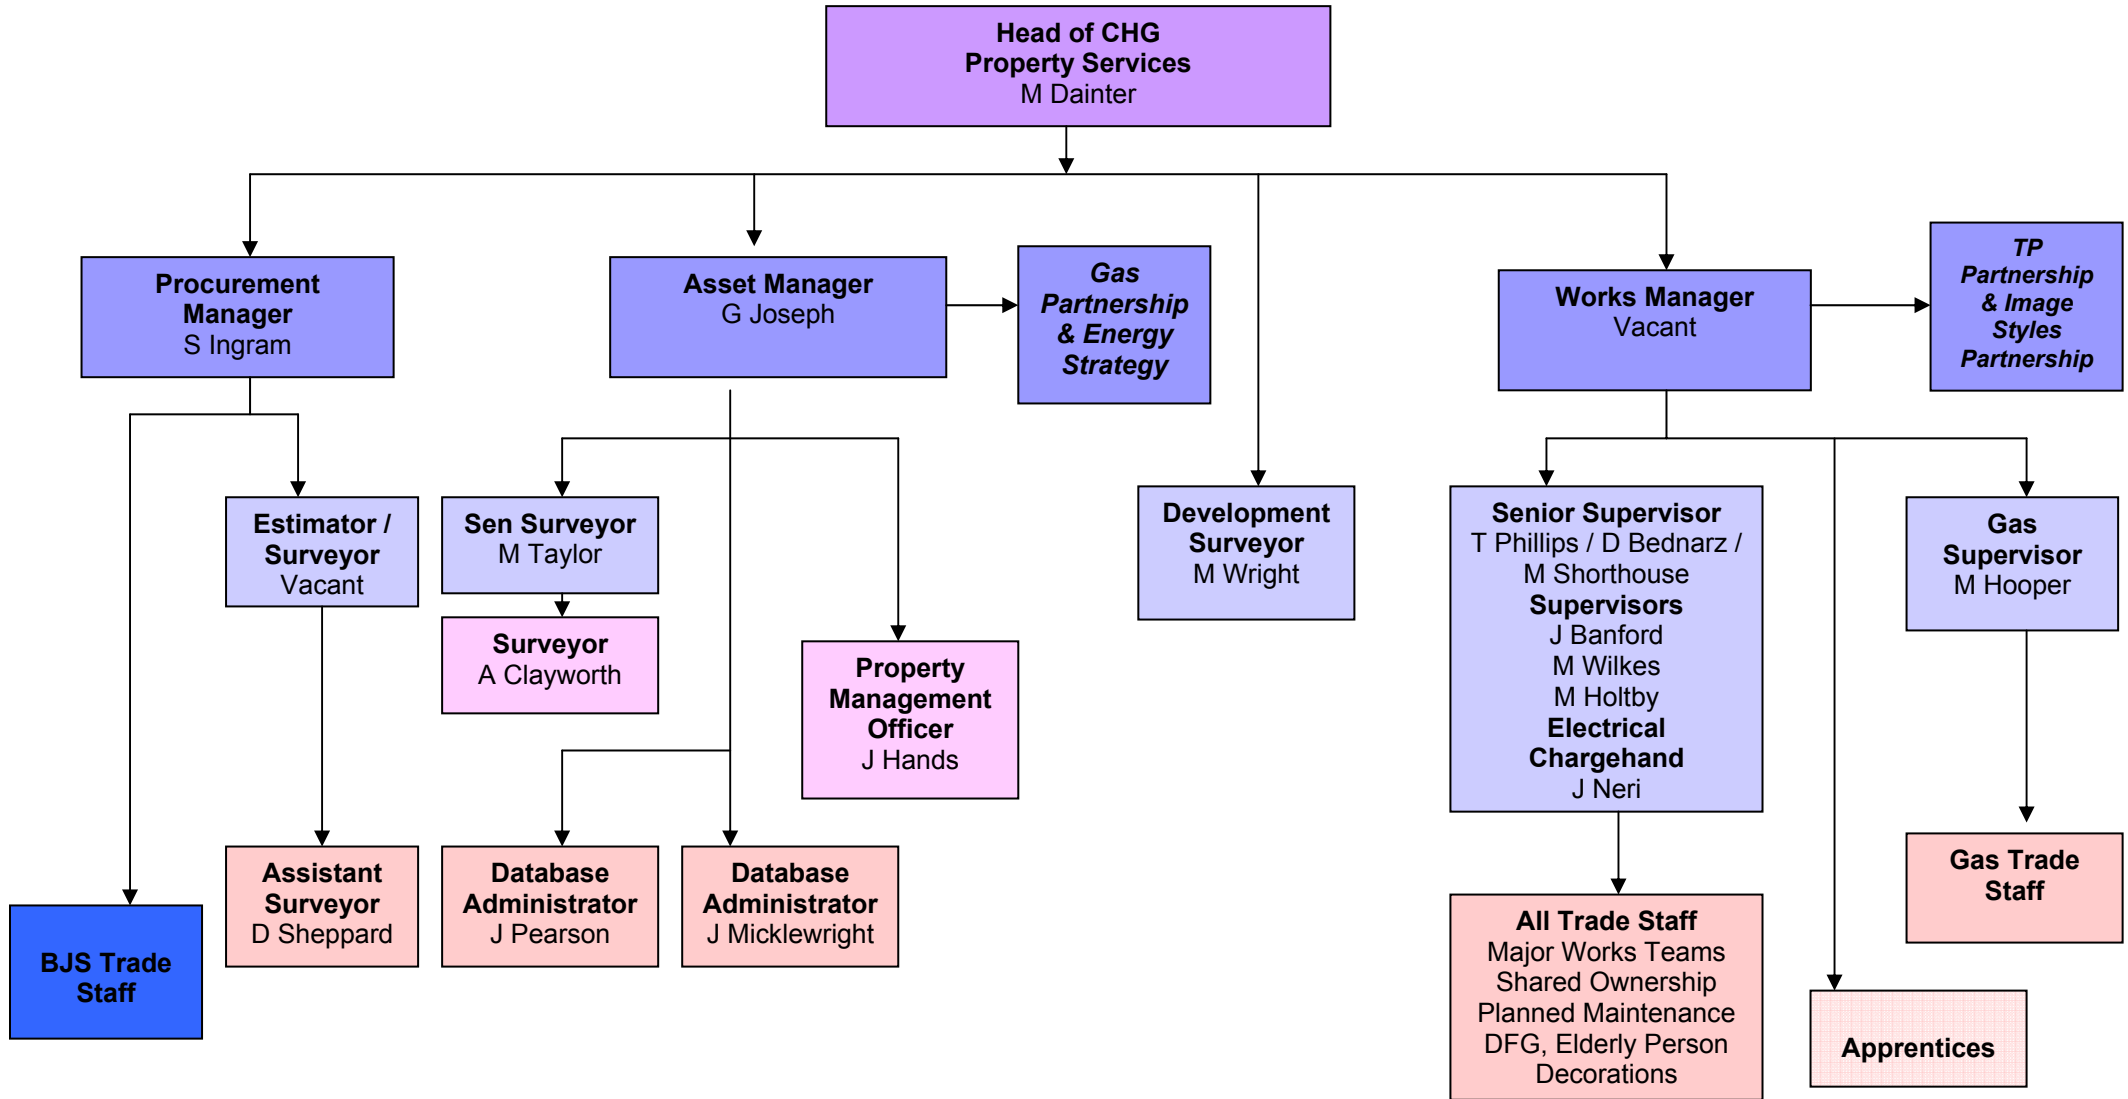 Head of CHG
Property Services
M Dainter
Procurement
Manager
S Ingram
Asset Manager
G Joseph
Gas
Partnership
& Energy
Strategy
Works Manager
Vacant
TP
Partnership
& Image
Styles
Partnership
Estimator /
Surveyor
Vacant
Sen Surveyor
M Taylor
Surveyor
A Clayworth
Property
Management
Officer
J Hands
Development
Surveyor
M Wright
Senior Supervisor
T Phillips / D Bednarz /
M Shorthouse
Supervisors
J Banford
M Wilkes
M Holtby
Electrical
Chargehand
J Neri
Gas
Supervisor
M Hooper
BJS Trade
Staff
Assistant
Surveyor
D Sheppard
Database
Administrator
J Pearson
Database
Administrator
J Micklewright
All Trade Staff
Major Works Teams
Shared Ownership
Planned Maintenance
DFG, Elderly Person
Decorations
Apprentices
Gas Trade
Staff